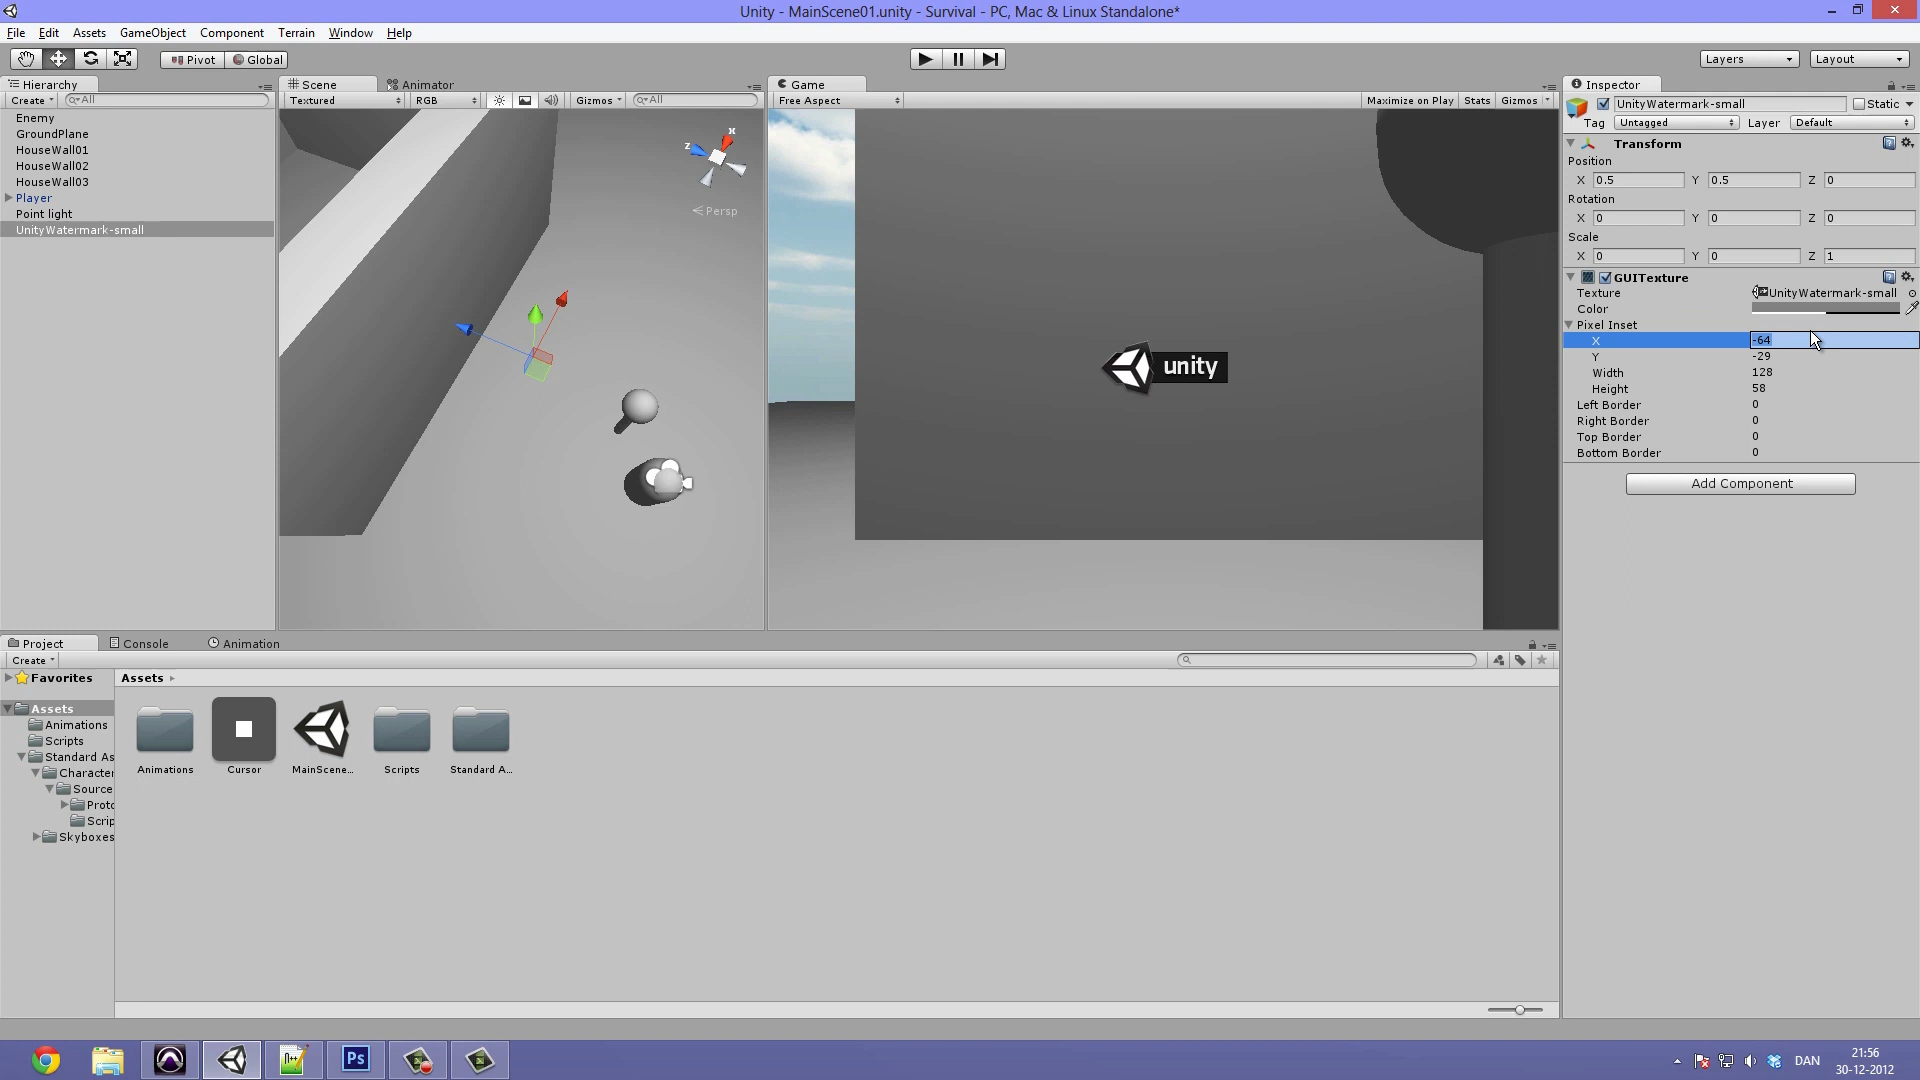 Unity - MainScene01.unity - Survival - PC, Mac & Linux Standalone*
File Edit Assets GameObject Component Terrain Window Help
Pivot Global Layers Layout
Hierarchy Scene Animator Game Inspector
Create All Textured RGB Gizmos All Free Aspect Maximize on Play Stats Gizmos
UnityWatermark-small Static
Tag Untagged Layer Default
Enemy
GroundPlane
HouseWall01
HouseWall02
HouseWall03
Player
Point light
UnityWatermark-small
x
z
Persp
unity
Transform
Position
X 0.5 Y 0.5 Z 0
Rotation
X 0 Y 0 Z 0
Scale
X 0 Y 0 Z 1
GUITexture
Texture UnityWatermark-small
Color
Pixel Inset
X -64
Y -29
Width 128
Height 58
Left Border 0
Right Border 0
Top Border 0
Bottom Border 0
Add Component
Project Console Animation
Create
Favorites
Assets
Animations
Scripts
Standard As
Character
Source
Proto
Scrip
Skyboxes
Assets
Animations Cursor MainScene... Scripts Standard A...
Ps
DAN
21:56
30-12-2012